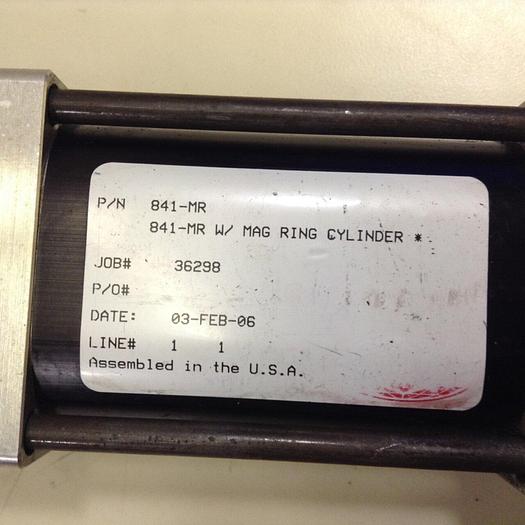 P/N 841-MR
841-MR W/ MAG RING CYLINDER *
JOB# 36298
P/O#
DATE: 03-FEB-06
LINE# 1 1
Assembled in the U.S.A.